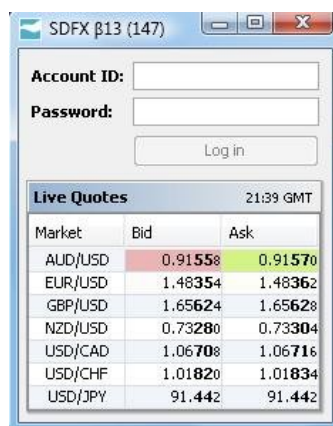 SDFX β13 (147)
Account ID:
Password:
Log in
Live Quotes 21:39 GMT
Market Bid Ask
AUD/USD 0.91558 0.91570
EUR/USD 1.48354 1.48362
GBP/USD 1.65624 1.65628
NZD/USD 0.73280 0.73304
USD/CAD 1.06708 1.06716
USD/CHF 1.01820 1.01834
USD/JPY 91.442 91.442